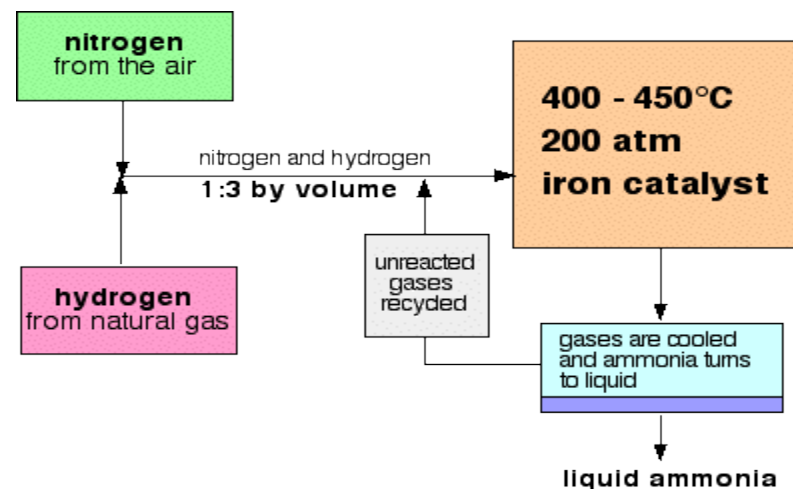 nitrogen
from the air
400 - 450°C
200 atm
iron catalyst
nitrogen and hydrogen
1:3 by volume
unreacted
gases
recycled
hydrogen
from natural gas
gases are cooled
and ammonia turns
to liquid
liquid ammonia